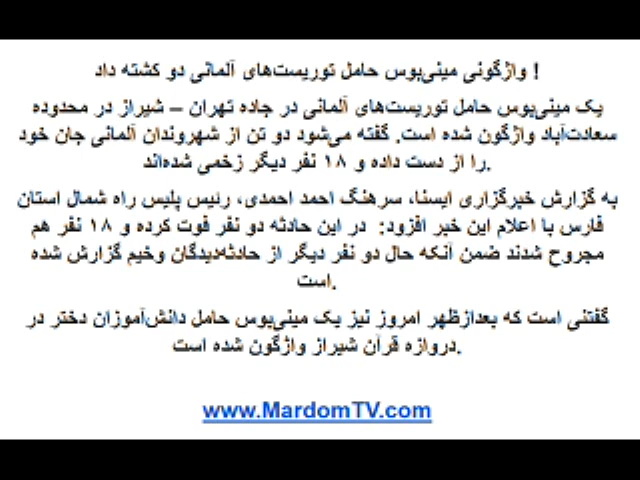 واژگونی مینی‌بوس حامل توریست‌های آلمانی دو کشته داد !
یک مینی‌بوس حامل توریست‌های آلمانی در جاده تهران – شیراز در محدوده
سعادت‌آباد واژگون شده است. گفته می‌شود دو تن از شهروندان آلمانی جان خود
را از دست داده و ۱۸ نفر دیگر زخمی شده‌اند.
به گزارش خبرگزاری ایسنا، سرهنگ احمد احمدی، رئیس پلیس راه شمال استان
فارس با اعلام این خبر افزود: در این حادثه دو نفر فوت کرده و ۱۸ نفر هم
مجروح شدند ضمن آنکه حال دو نفر دیگر از حادثه‌دیدگان وخیم گزارش شده
است.
گفتنی است که بعدازظهر امروز نیز یک مینی‌بوس حامل دانش‌آموزان دختر در
دروازه قرآن شیراز واژگون شده است.
www.MardomTV.com